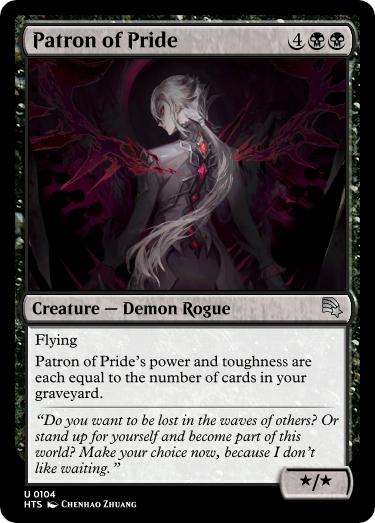 Patron of Pride 4
Creature — Demon Rogue
Flying
Patron of Pride's power and toughness are
each equal to the number of cards in your
graveyard.
“Do you want to be lost in the waves of others? Or
stand up for yourself and become part of this
world? Make your choice now, because I don't
like waiting.”
★/★
U 0104
HTS Chenhao Zhuang